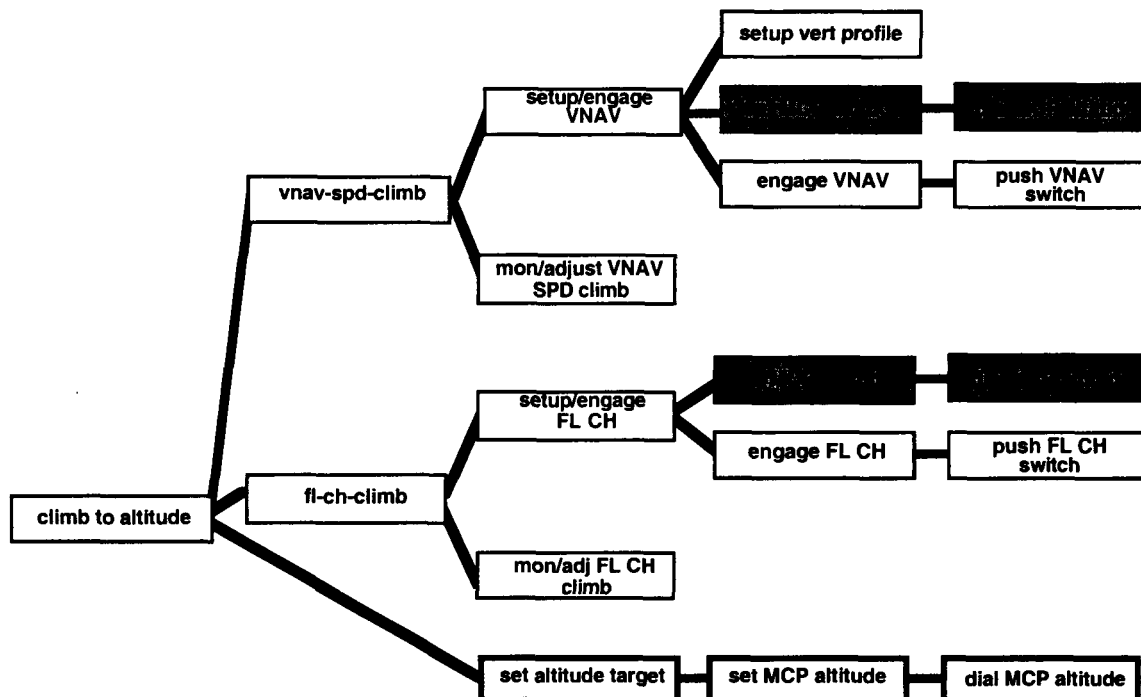 setup vert profile
setup/engage
VNAV
engage VNAV
push VNAV
switch
vnav-spd-climb
mon/adjust VNAV
SPD climb
setup/engage
FL CH
engage FL CH
push FL CH
switch
fl-ch-climb
climb to altitude
mon/adj FL CH
climb
set altitude target
set MCP altitude
dial MCP altitude